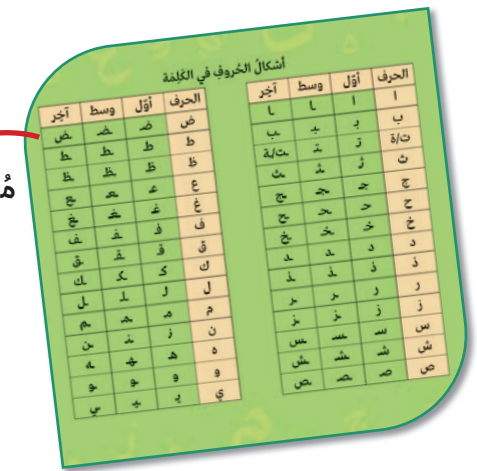 أشكالُ الحُروفِ في الكَلِمَة
الحرف أوّل وسط آخِر
ا ا ـا ـا
ب بـ ـبـ ـب
ت/ة تـ ـتـ ـت/ـة
ث ثـ ـثـ ـث
ج جـ ـجـ ـج
ح حـ ـحـ ـح
خ خـ ـخـ ـخ
د د ـد ـد
ذ ذ ـذ ـذ
ر ر ـر ـر
ز ز ـز ـز
س سـ ـسـ ـس
ش شـ ـشـ ـش
ص صـ ـصـ ـص
الحرف أوّل وسط آخِر
ض ضـ ـضـ ـض
ط طـ ـطـ ـط
ظ ظـ ـظـ ـظ
ع عـ ـعـ ـع
غ غـ ـغـ ـغ
ف فـ ـفـ ـف
ق قـ ـقـ ـق
ك كـ ـكـ ـك
ل لـ ـلـ ـل
م مـ ـمـ ـم
ن نـ ـنـ ـن
ه هـ ـهـ ـه
و و ـو ـو
ي يـ ـيـ ـي
مُ